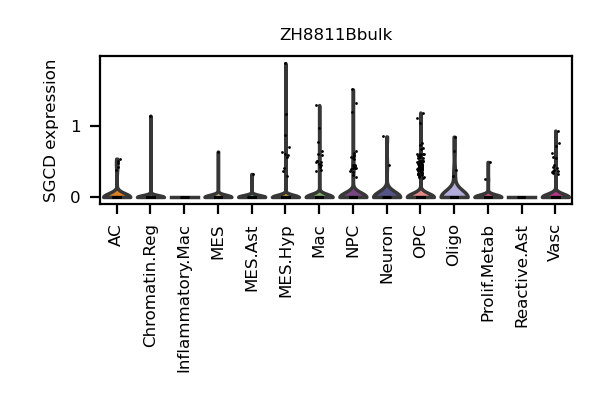 ZH8811Bbulk
SGCD expression
1
0
AC
Chromatin.Reg
Inflammatory.Mac
MES
MES.Ast
MES.Hyp
Mac
NPC
Neuron
OPC
Oligo
Prolif.Metab
Reactive.Ast
Vasc